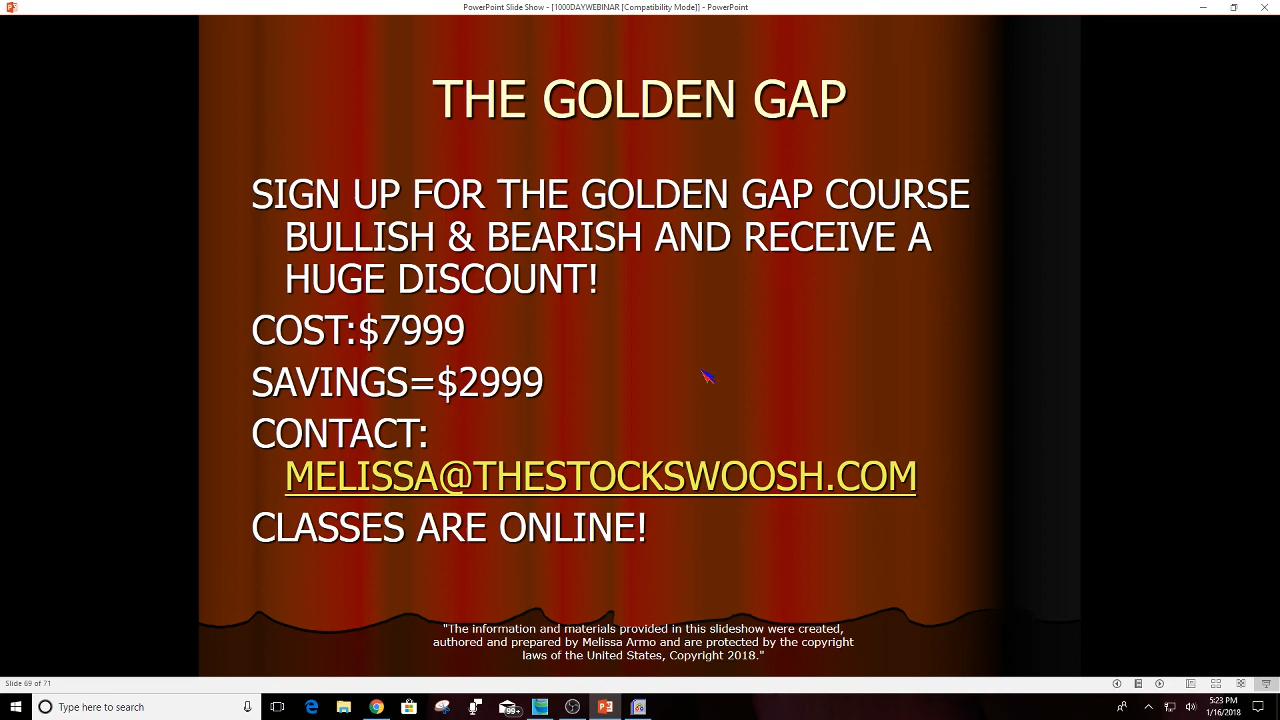 PowerPoint Slide Show - [1000DAYWEBINAR [Compatibility Mode]] - PowerPoint
THE GOLDEN GAP
SIGN UP FOR THE GOLDEN GAP COURSE
BULLISH & BEARISH AND RECEIVE A
HUGE DISCOUNT!
COST:$7999
SAVINGS=$2999
CONTACT:
MELISSA@THESTOCKSWOOSH.COM
CLASSES ARE ONLINE!
"The information and materials provided in this slideshow were created,
authored and prepared by Melissa Armo and are protected by the copyright
laws of the United States, Copyright 2018."
Slide 69 of 71
Type here to search
99+
5:23 PM
1/16/2018